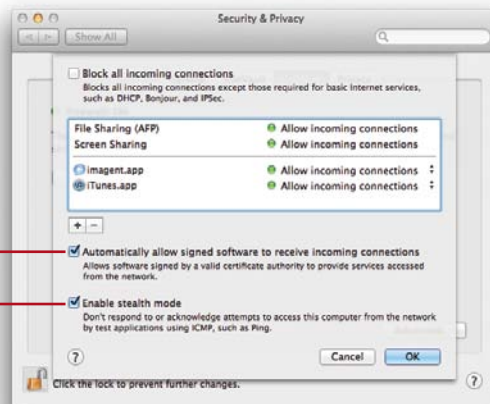 Security & Privacy
Show All
Block all incoming connections
Blocks all incoming connections except those required for basic Internet services,
such as DHCP, Bonjour, and IPSec.
File Sharing (AFP) Allow incoming connections
Screen Sharing Allow incoming connections
imagent.app Allow incoming connections
iTunes.app Allow incoming connections
+ −
Automatically allow signed software to receive incoming connections
Allows software signed by a valid certificate authority to provide services accessed
from the network.
Enable stealth mode
Don't respond to or acknowledge attempts to access this computer from the network
by test applications using ICMP, such as Ping.
? Cancel OK
Click the lock to prevent further changes. ?